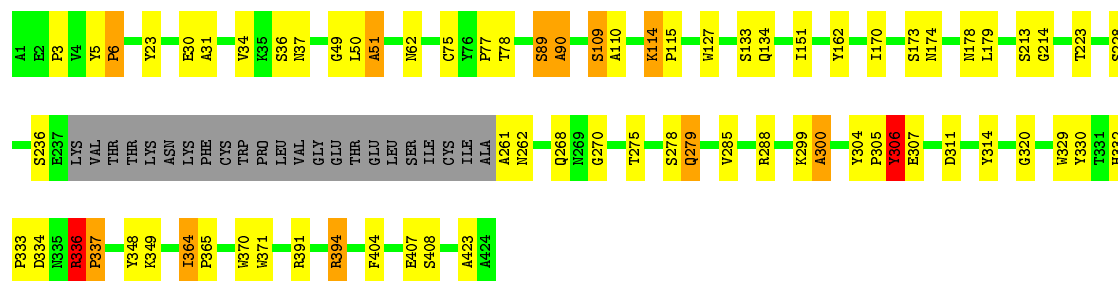 A1 E2 P3 V4 Y5 P6 Y23 E30 A31 V34 K35 S36 N37 G49 L50 A51 N62 C75 Y76 P77 T78 S89 A90 S109 A110 K114 P115 W127 S133 Q134 I151 Y162 I170 S173 N174 N178 L179 S213 G214 T223
S236 E237 LYS VAL THR THR LYS ASN LYS PHE CYS TRP PRO LEU VAL GLY GLU THR GLU LEU SER ILE CYS ILE ALA A261 N262 Q268 N269 G270 T275 S278 Q279 V285 R288 K299 A300 Y304 P305 Y306 E307 D311 Y314 G320 W329 Y330 T331
P333 D334 N335 R336 P337 Y348 K349 I364 P365 W370 W371 R391 R394 F404 E407 S408 A423 A424